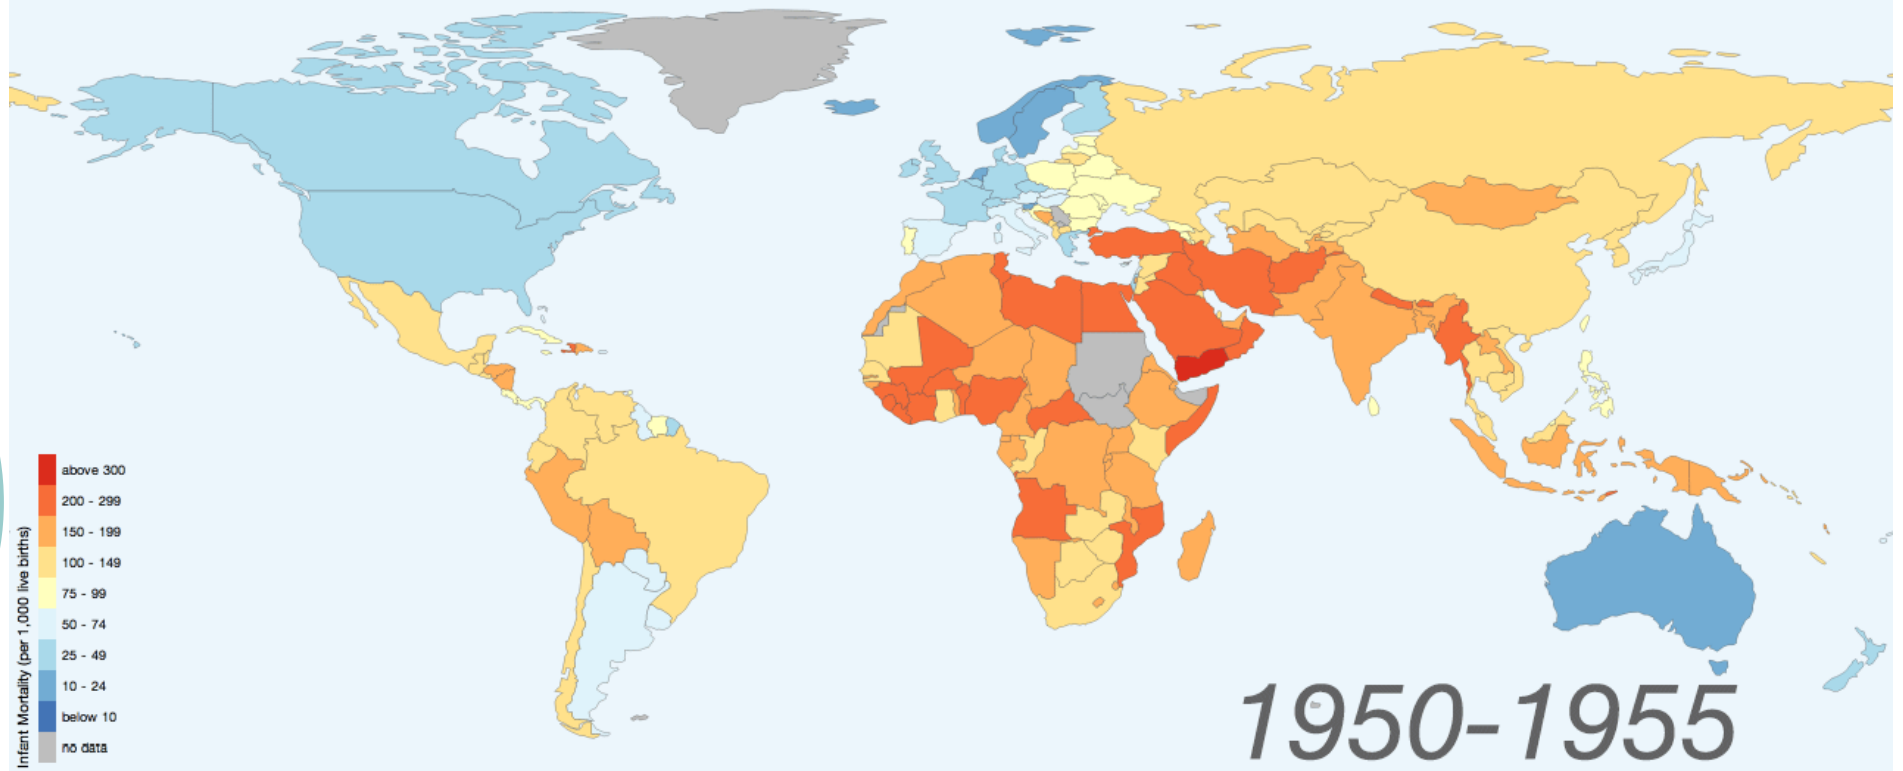 Infant Mortality (per 1,000 live births)
above 300
200 - 299
150 - 199
100 - 149
75 - 99
50 - 74
25 - 49
10 - 24
below 10
no data
1950-1955